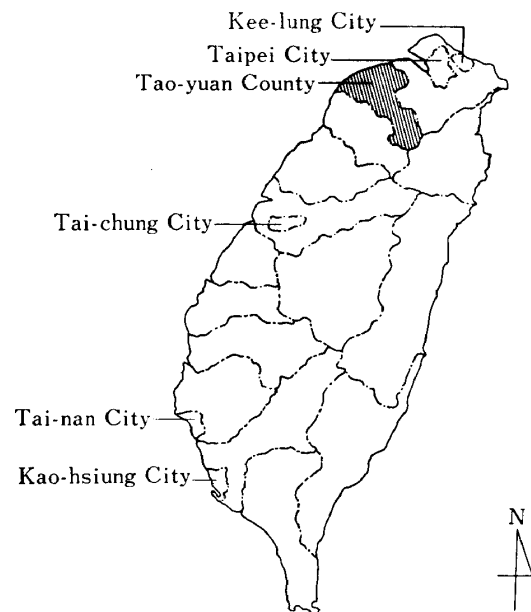 Kee-lung City
Taipei City
Tao-yuan County
Tai-chung City
Tai-nan City
Kao-hsiung City
N